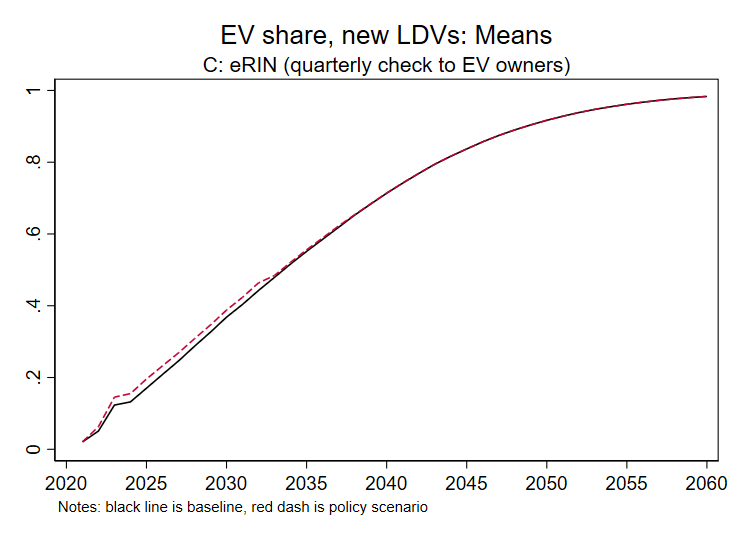 EV share, new LDVs: Means
C: eRIN (quarterly check to EV owners)
1
.8
.6
.4
.2
0
2020 2025 2030 2035 2040 2045 2050 2055 2060
Notes: black line is baseline, red dash is policy scenario